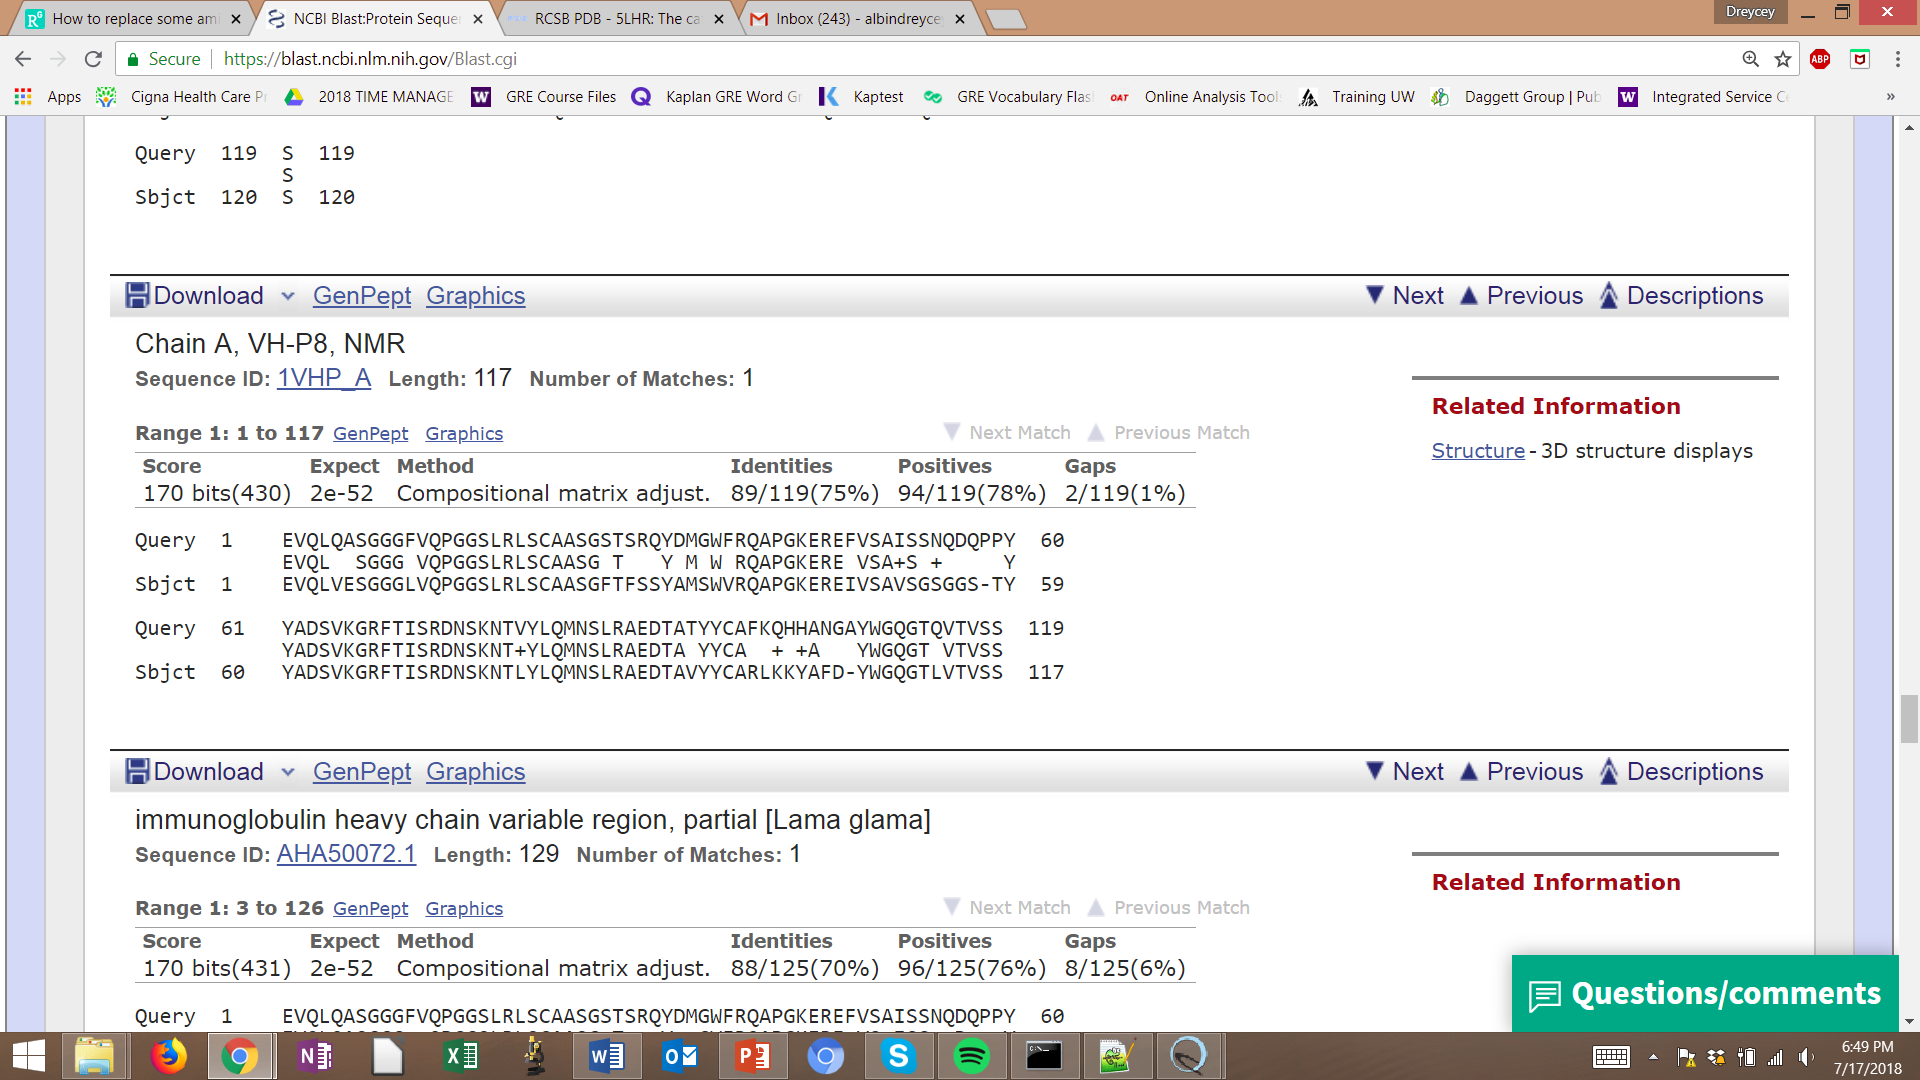 How to replace some am
NCBI Blast:Protein Seque
RCSB PDB - 5LHR: The ca
Inbox (243) - albindreyce
Dreycey
Secure https://blast.ncbi.nlm.nih.gov/Blast.cgi
ABP
Apps Cigna Health Care P 2018 TIME MANAGE GRE Course Files Kaplan GRE Word G Kaptest GRE Vocabulary Flas Online Analysis Tool Training UW Daggett Group | Pub Integrated Service C »
Query 119 S 119
S
Sbjct 120 S 120
Download GenPept Graphics Next Previous Descriptions
Chain A, VH-P8, NMR
Sequence ID: 1VHP_A Length: 117 Number of Matches: 1
Related Information
Structure - 3D structure displays
Range 1: 1 to 117 GenPept Graphics Next Match Previous Match
Score Expect Method Identities Positives Gaps
170 bits(430) 2e-52 Compositional matrix adjust. 89/119(75%) 94/119(78%) 2/119(1%)
Query 1 EVQLQASGGGFVQPGGSLRLSCAASGSTSRQYDMGWFRQAPGKEREFVSAISSNQDQPPY 60
EVQL SGGG VQPGGSLRLSCAASG T Y M W RQAPGKERE VSA+S + Y
Sbjct 1 EVQLVESGGGLVQPGGSLRLSCAASGFTFSSYAMSWVRQAPGKEREIVSAVSGSGGS-TY 59
Query 61 YADSVKGRFTISRDNSKNTVYLQMNSLRAEDTATYYCAFKQHHANGAYWGQGTQVTVSS 119
YADSVKGRFTISRDNSKNT+YLQMNSLRAEDTA YYCA + +A YWGQGT VTVSS
Sbjct 60 YADSVKGRFTISRDNSKNTLYLQMNSLRAEDTAVYYCARLKKYAFD-YWGQGTLVTVSS 117
Download GenPept Graphics Next Previous Descriptions
immunoglobulin heavy chain variable region, partial [Lama glama]
Sequence ID: AHA50072.1 Length: 129 Number of Matches: 1
Related Information
Range 1: 3 to 126 GenPept Graphics Next Match Previous Match
Score Expect Method Identities Positives Gaps
170 bits(431) 2e-52 Compositional matrix adjust. 88/125(70%) 96/125(76%) 8/125(6%)
Query 1 EVQLQASGGGFVQPGGSLRLSCAASGSTSRQYDMGWFRQAPGKEREFVSAISSNQDQPPY 60
Questions/comments
6:49 PM
7/17/2018